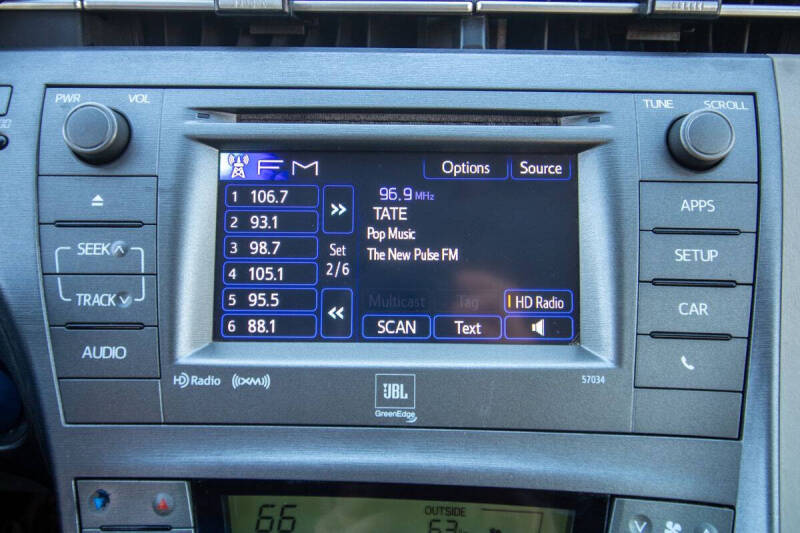 PWR VOL
TUNE SCROLL
FM Options Source
1 106.7
2 93.1
3 98.7
4 105.1
5 95.5
6 88.1
>>
Set
2/6
<<
96.9 MHz
TATE
Pop Music
The New Pulse FM
Multicast Tag HD Radio
SCAN Text
SEEK
TRACK
AUDIO
APPS
SETUP
CAR
HD Radio ((XM))
JBL
GreenEdge
57034
66
OUTSIDE
63